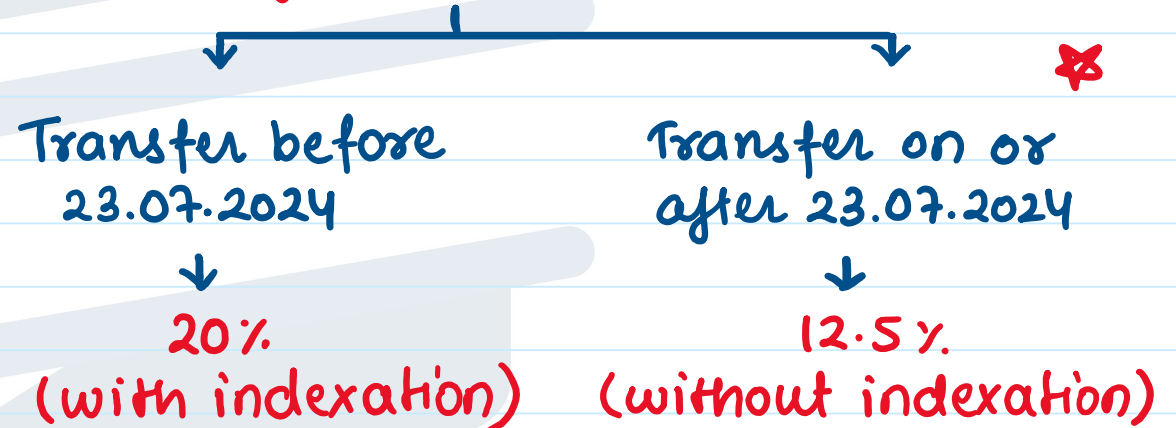 Transfer before
23.07.2024
20%
(with indexation)
Transfer on or
after 23.07.2024
12.5%
(without indexation)